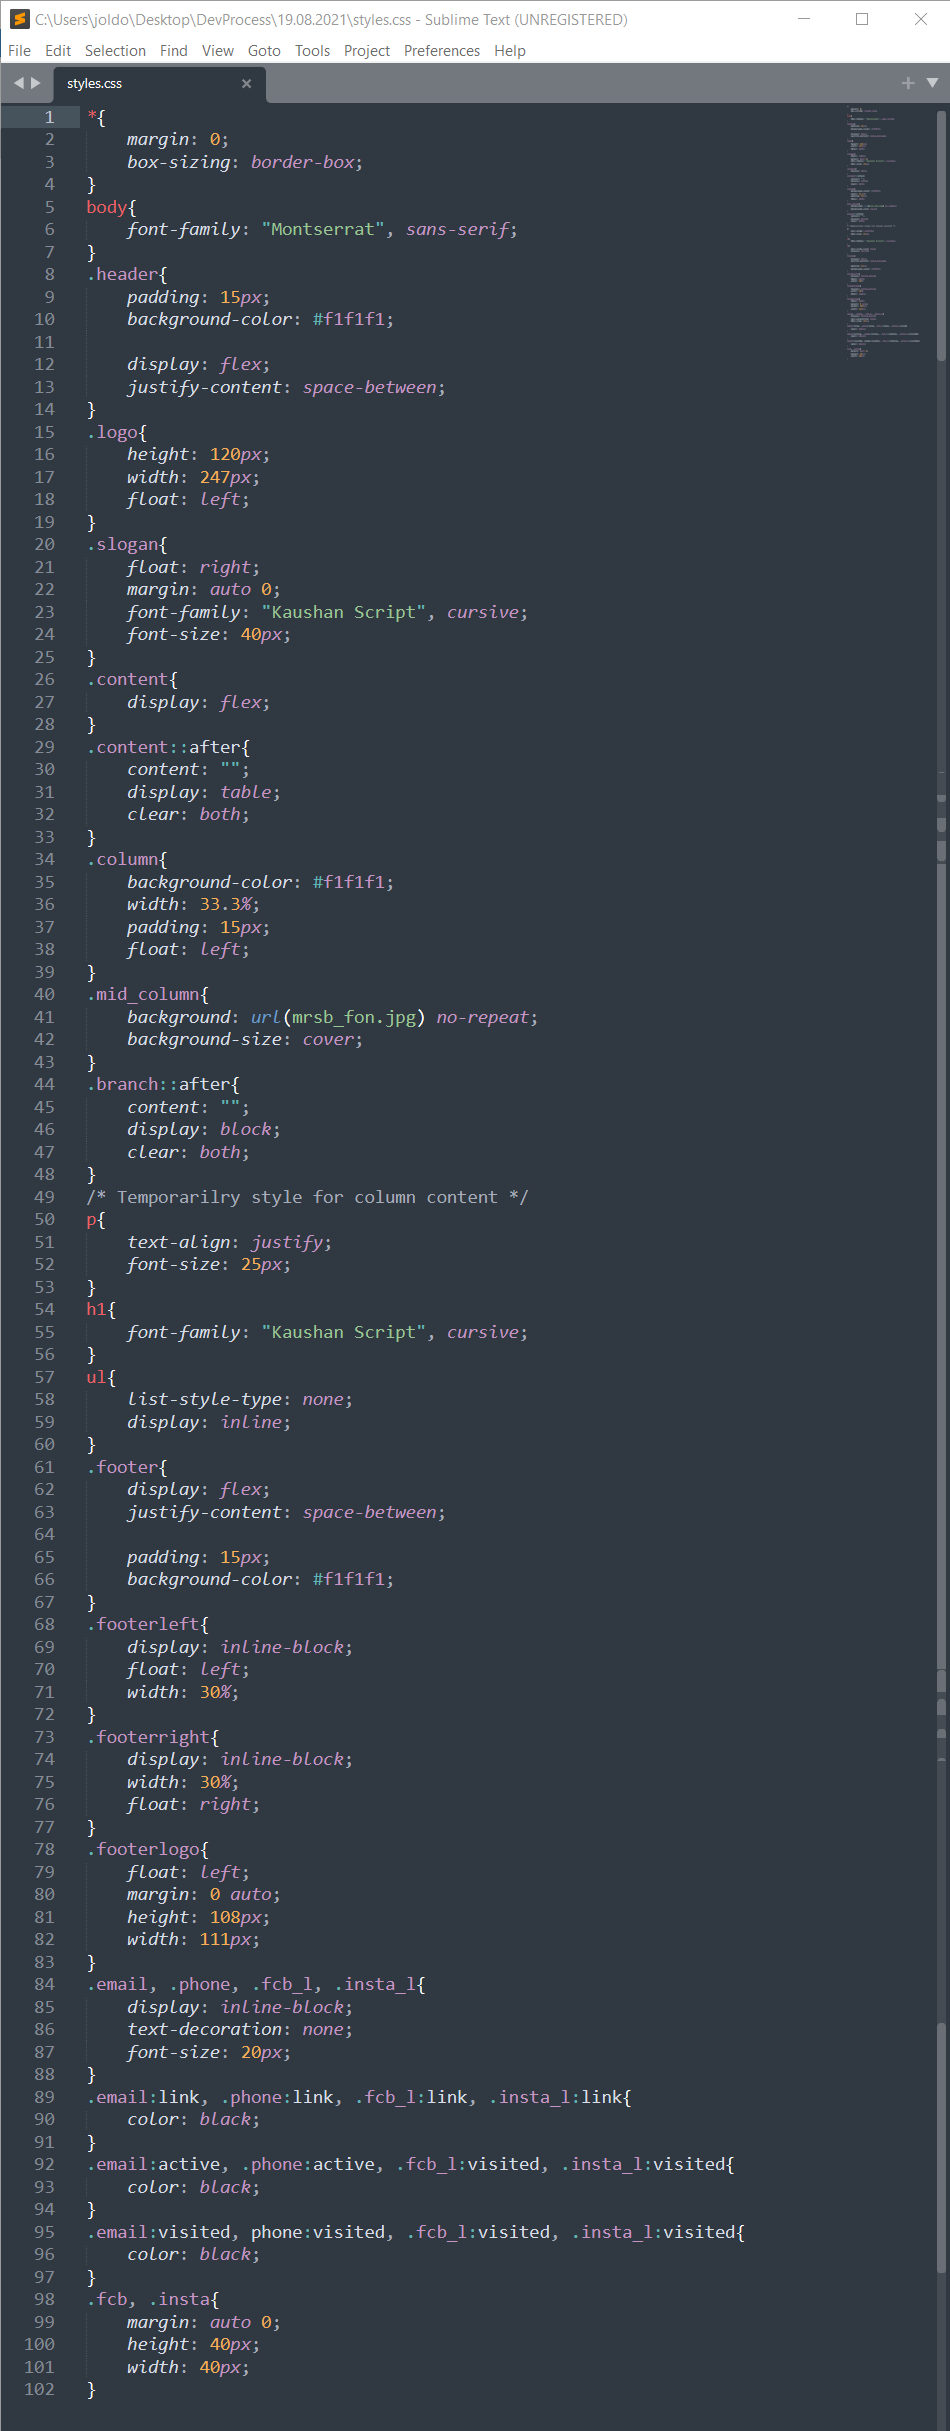 C:\Users\joldo\Desktop\DevProcess\19.08.2021\styles.css - Sublime Text (UNREGISTERED)
File Edit Selection Find View Goto Tools Project Preferences Help
styles.css
1 *{
2 margin: 0;
3 box-sizing: border-box;
4 }
5 body{
6 font-family: "Montserrat", sans-serif;
7 }
8 .header{
9 padding: 15px;
10 background-color: #f1f1f1;
11
12 display: flex;
13 justify-content: space-between;
14 }
15 .logo{
16 height: 120px;
17 width: 247px;
18 float: left;
19 }
20 .slogan{
21 float: right;
22 margin: auto 0;
23 font-family: "Kaushan Script", cursive;
24 font-size: 40px;
25 }
26 .content{
27 display: flex;
28 }
29 .content::after{
30 content: "";
31 display: table;
32 clear: both;
33 }
34 .column{
35 background-color: #f1f1f1;
36 width: 33.3%;
37 padding: 15px;
38 float: left;
39 }
40 .mid_column{
41 background: url(mrsb_fon.jpg) no-repeat;
42 background-size: cover;
43 }
44 .branch::after{
45 content: "";
46 display: block;
47 clear: both;
48 }
49 /* Temporarilry style for column content */
50 p{
51 text-align: justify;
52 font-size: 25px;
53 }
54 h1{
55 font-family: "Kaushan Script", cursive;
56 }
57 ul{
58 list-style-type: none;
59 display: inline;
60 }
61 .footer{
62 display: flex;
63 justify-content: space-between;
64
65 padding: 15px;
66 background-color: #f1f1f1;
67 }
68 .footerleft{
69 display: inline-block;
70 float: left;
71 width: 30%;
72 }
73 .footerright{
74 display: inline-block;
75 width: 30%;
76 float: right;
77 }
78 .footerlogo{
79 float: left;
80 margin: 0 auto;
81 height: 108px;
82 width: 111px;
83 }
84 .email, .phone, .fcb_l, .insta_l{
85 display: inline-block;
86 text-decoration: none;
87 font-size: 20px;
88 }
89 .email:link, .phone:link, .fcb_l:link, .insta_l:link{
90 color: black;
91 }
92 .email:active, .phone:active, .fcb_l:visited, .insta_l:visited{
93 color: black;
94 }
95 .email:visited, phone:visited, .fcb_l:visited, .insta_l:visited{
96 color: black;
97 }
98 .fcb, .insta{
99 margin: auto 0;
100 height: 40px;
101 width: 40px;
102 }